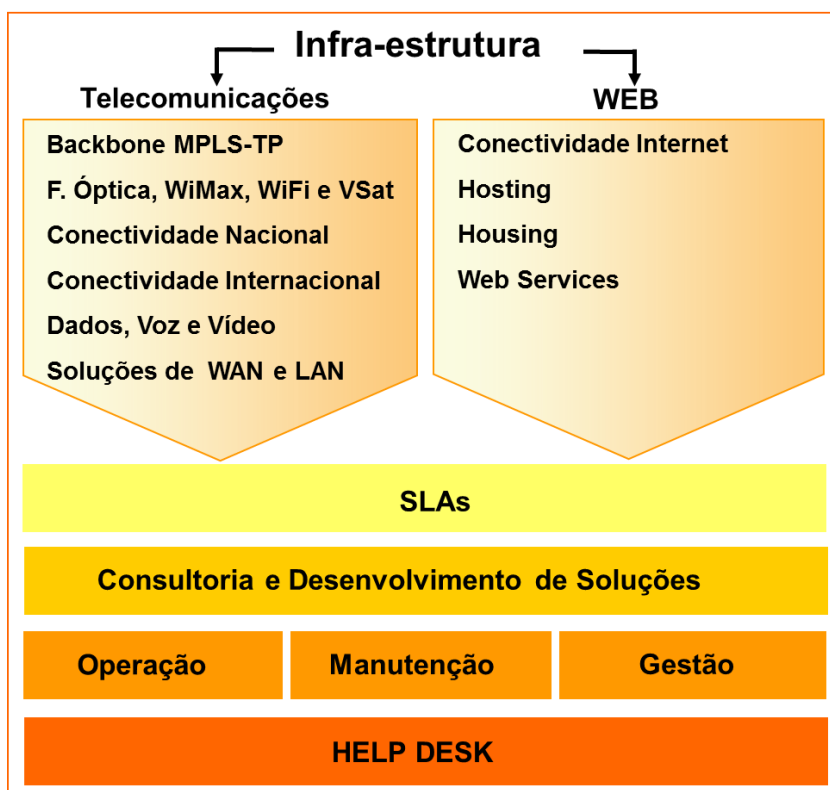 Infra-estrutura
Telecomunicações
Backbone MPLS-TP
F. Óptica, WiMax, WiFi e VSat
Conectividade Nacional
Conectividade Internacional
Dados, Voz e Vídeo
Soluções de WAN e LAN
WEB
Conectividade Internet
Hosting
Housing
Web Services
SLAs
Consultoria e Desenvolvimento de Soluções
Operação
Manutenção
Gestão
HELP DESK